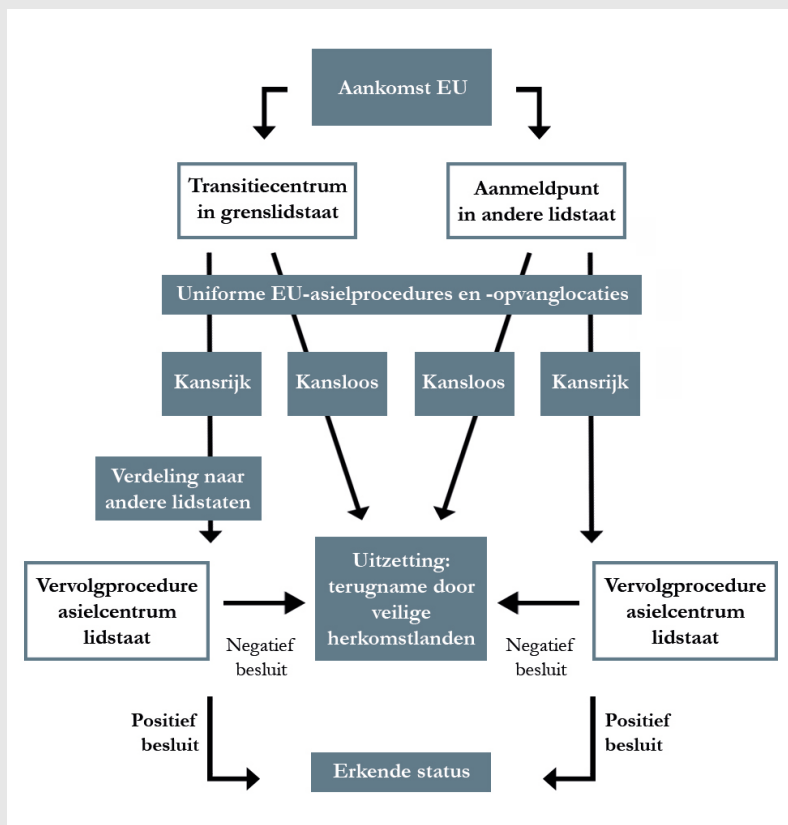 Aankomst EU
Transitiecentrum
in grenslidstaat
Aanmeldpunt
in andere lidstaat
Uniforme EU-asielprocedures en -opvanglocaties
Kansrijk
Kansloos
Kansloos
Kansrijk
Verdeling naar
andere lidstaten
Vervolgprocedure
asielcentrum
lidstaat
Uitzetting:
terugname door
veilige
herkomstlanden
Vervolgprocedure
asielcentrum
lidstaat
Negatief
besluit
Negatief
besluit
Positief
besluit
Positief
besluit
Erkende status